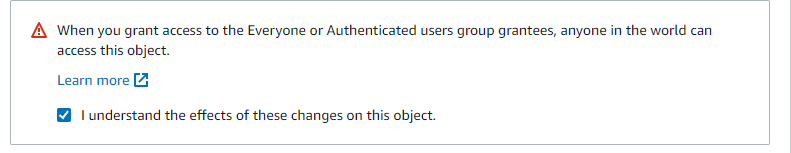 When you grant access to the Everyone or Authenticated users group grantees, anyone in the world can
access this object.
Learn more
I understand the effects of these changes on this object.